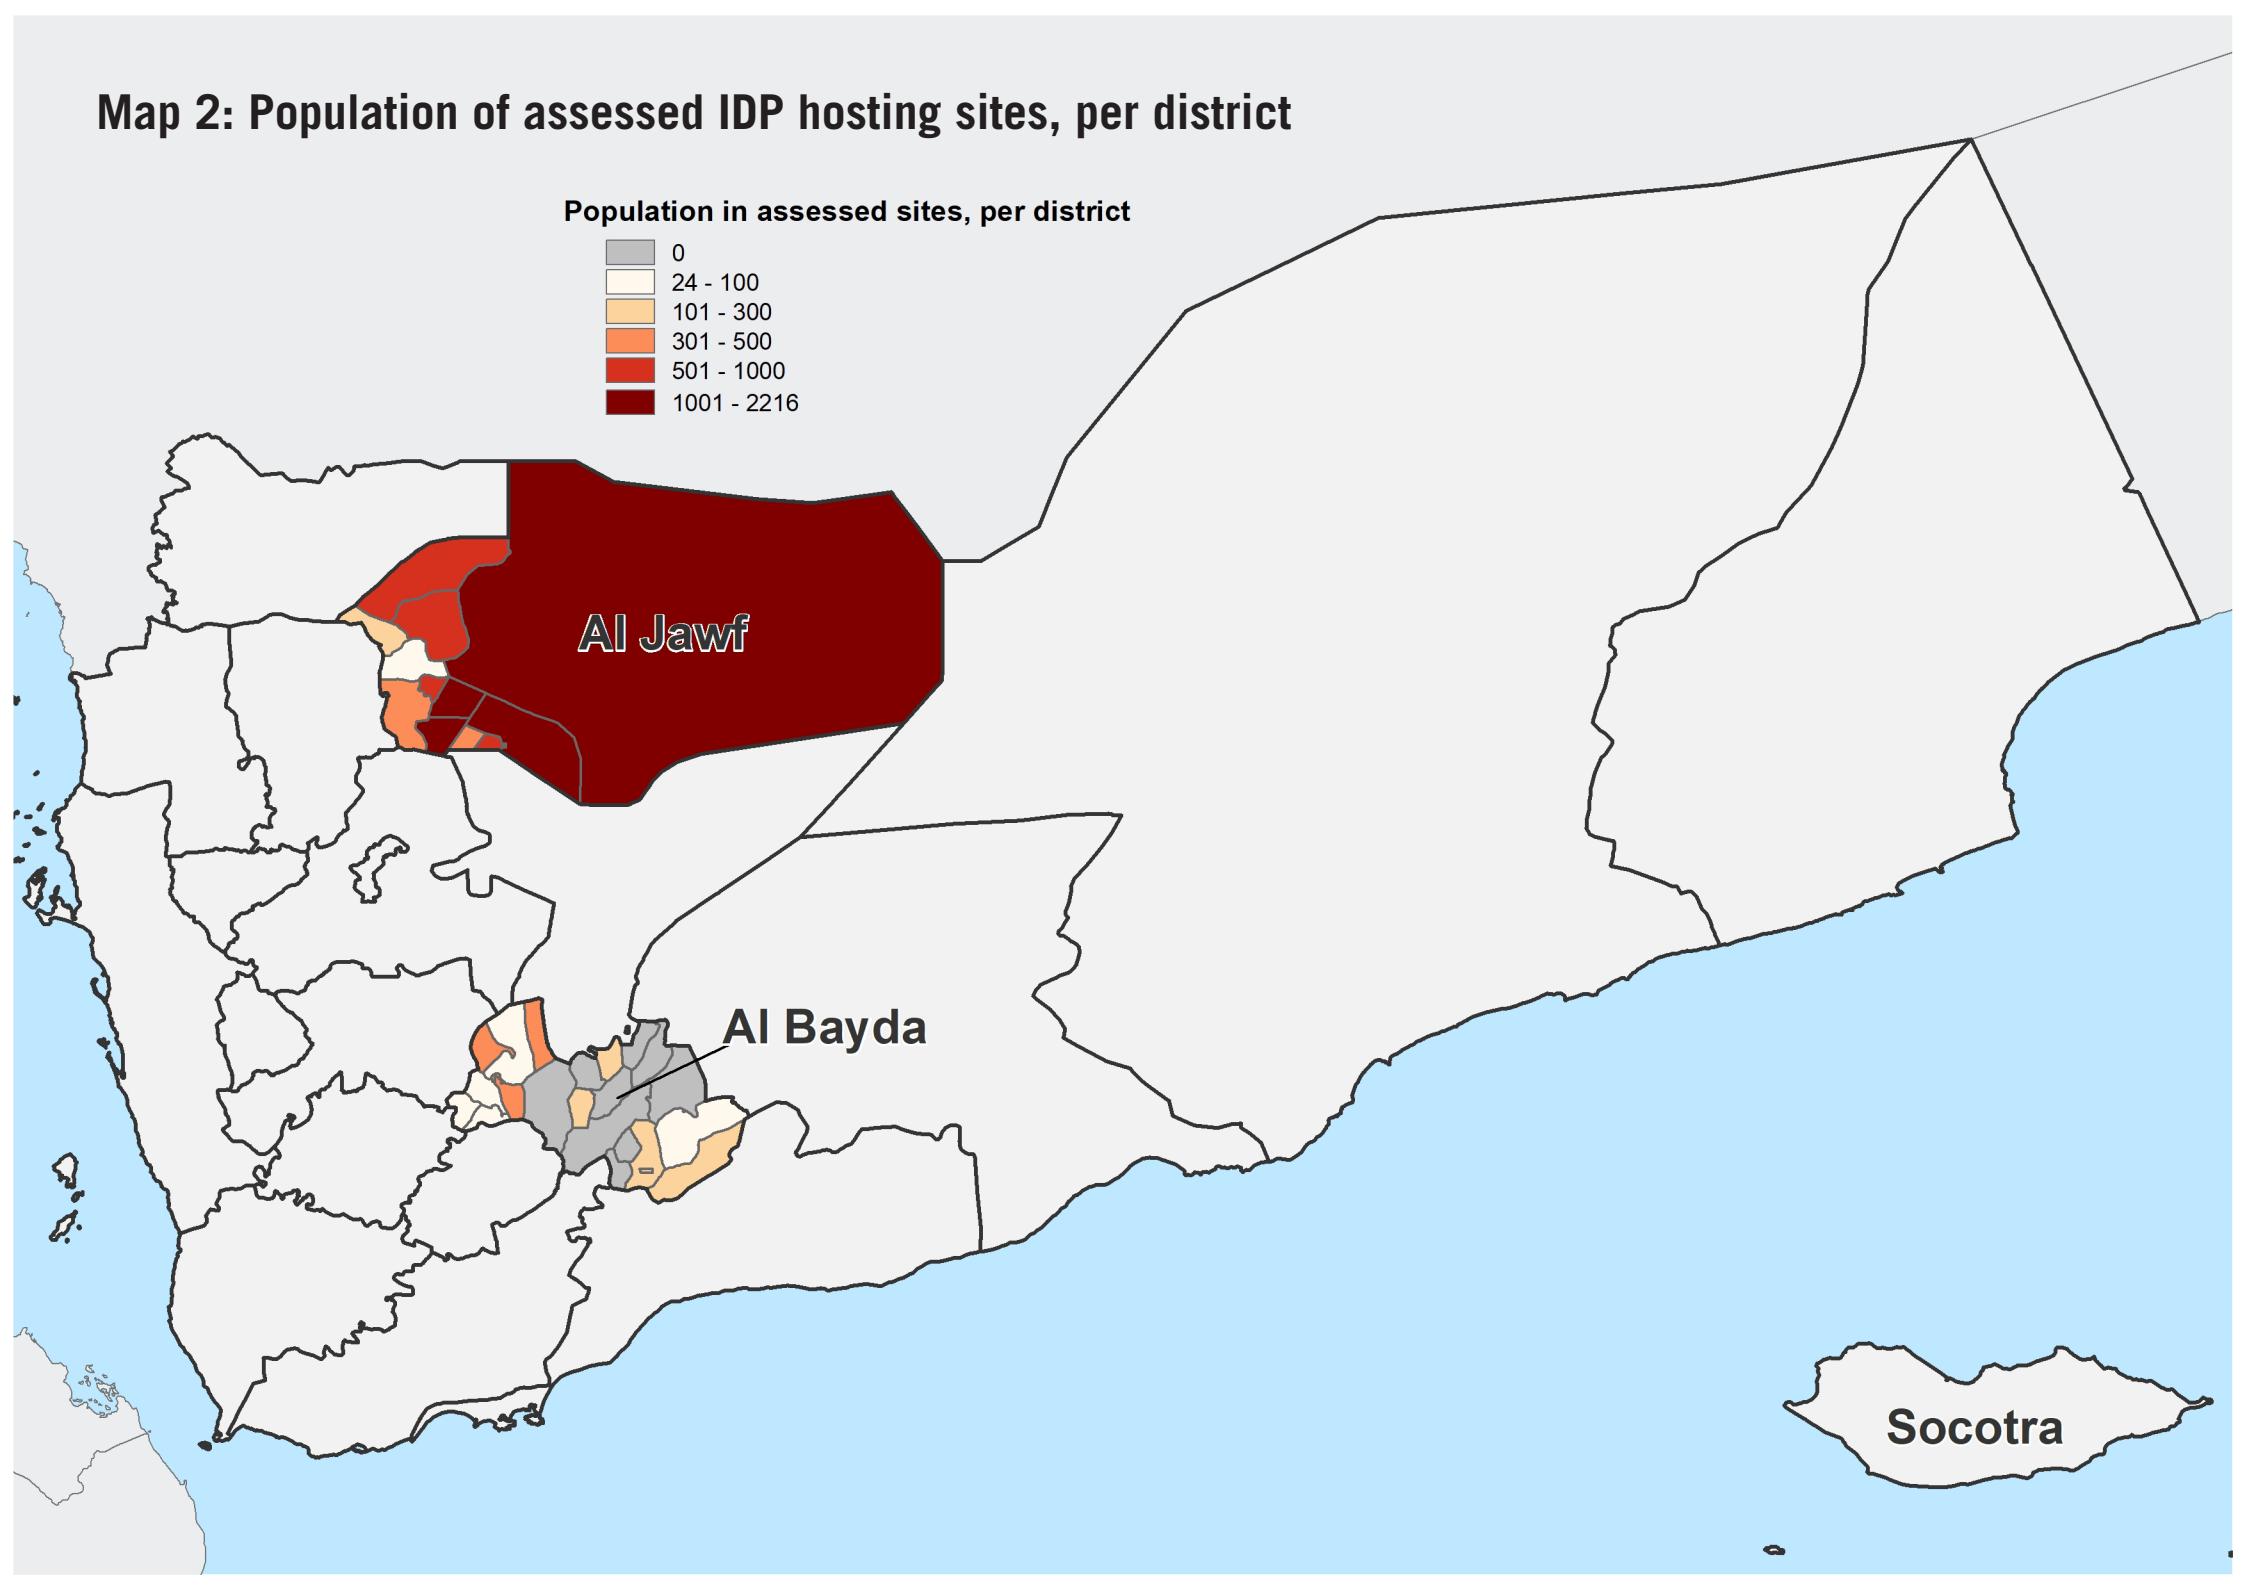 Map 2: Population of assessed IDP hosting sites, per district
Population in assessed sites, per district
0
24 - 100
101 - 300
301 - 500
501 - 1000
1001 - 2216
Al Jawf
Al Bayda
Socotra